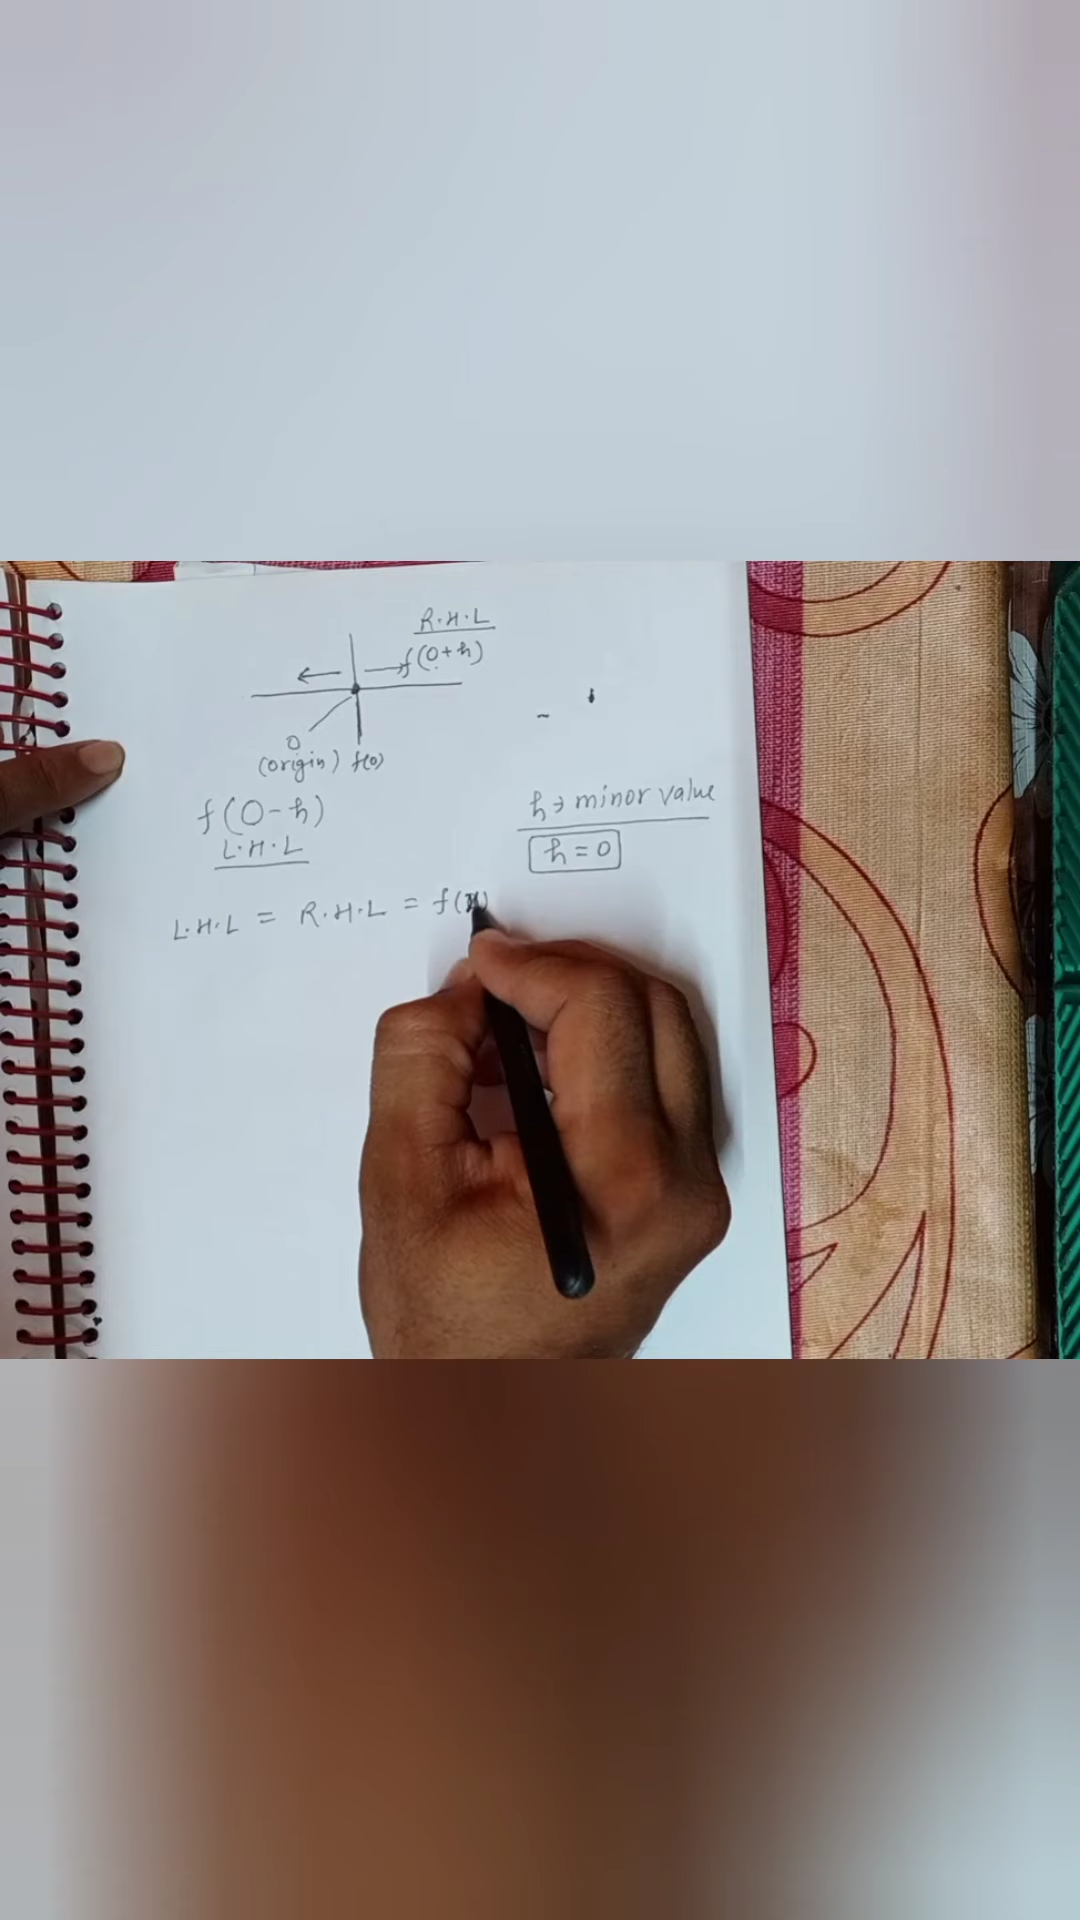 R.H.L
f(0+h)
0
(origin) f(0)
f(0-h)
L.H.L
h → minor value
h = 0
L.H.L = R.H.L = f(x)